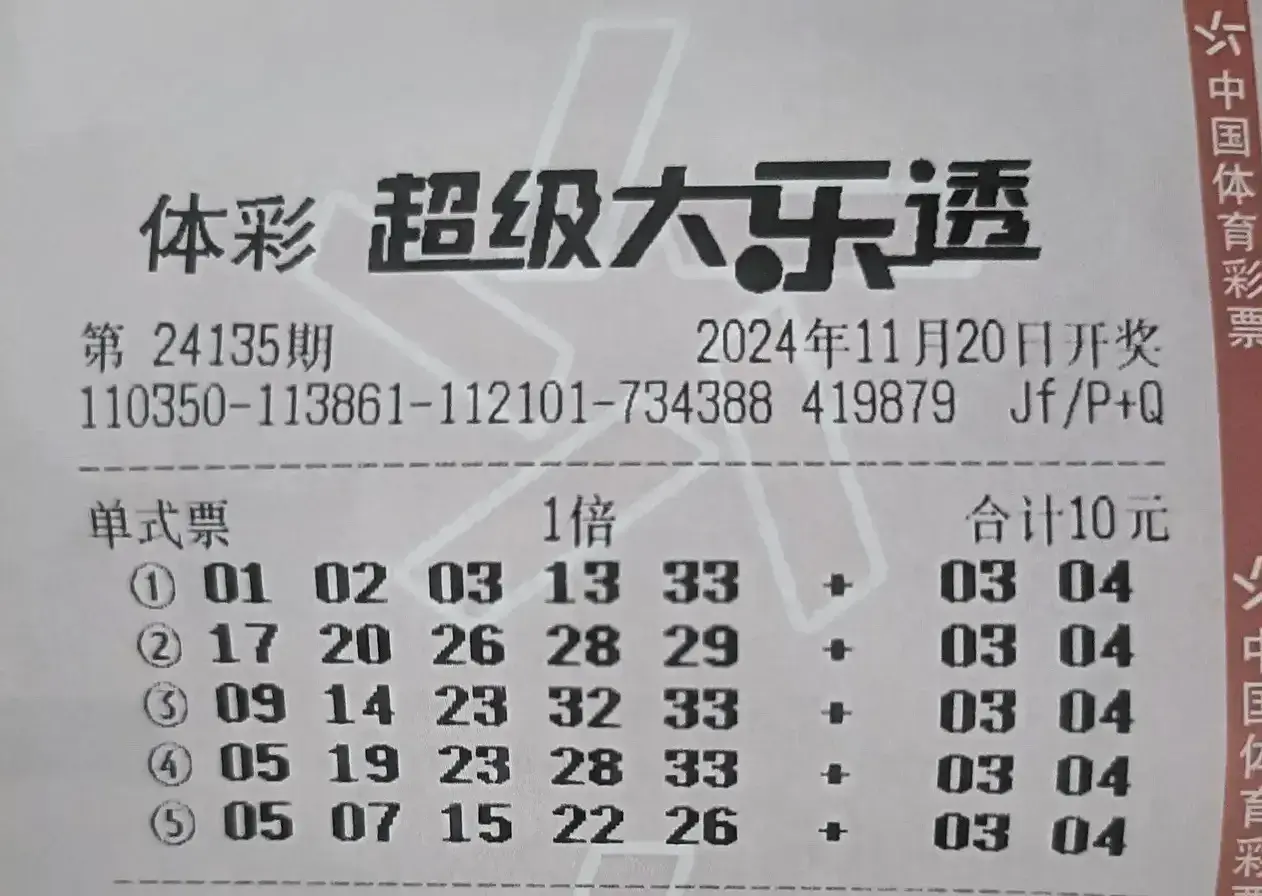 体彩 超级大乐透
第 24135期 2024年11月20日开奖
110350-113861-112101-734388 419879 Jf/P+Q
单式票 1倍 合计10元
① 01 02 03 13 33 + 03 04
② 17 20 26 28 29 + 03 04
③ 09 14 23 32 33 + 03 04
④ 05 19 23 28 33 + 03 04
⑤ 05 07 15 22 26 + 03 04
中国体育彩票
中国体育彩票